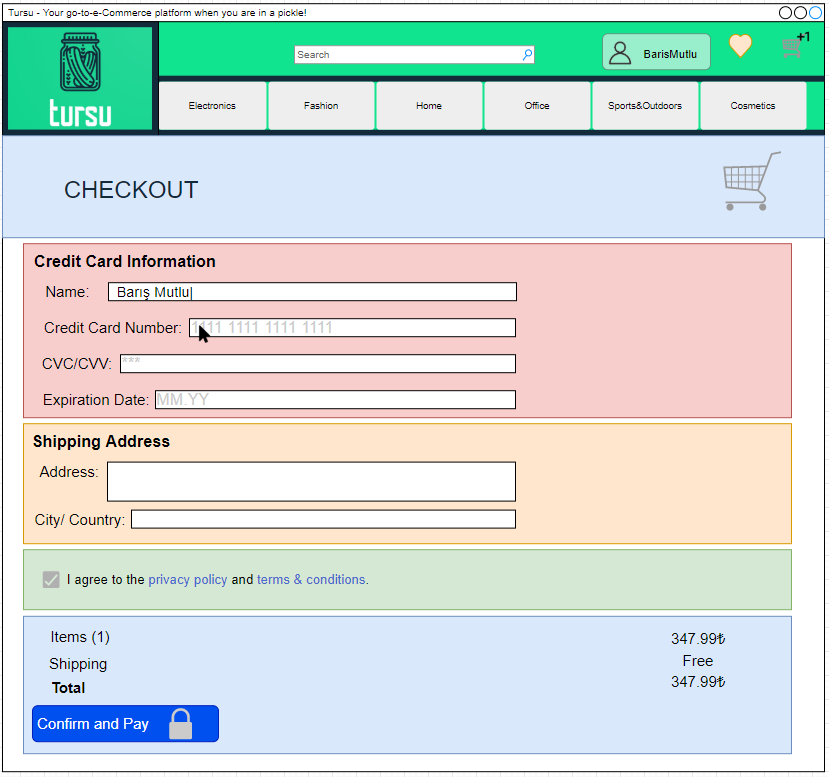 Tursu - Your go-to-e-Commerce platform when you are in a pickle!
tursu
Search
BarisMutlu
+1
Electronics
Fashion
Home
Office
Sports&Outdoors
Cosmetics
CHECKOUT
Credit Card Information
Name: Barış Mutlu
Credit Card Number: 1111 1111 1111 1111
CVC/CVV: ***
Expiration Date: MM.YY
Shipping Address
Address:
City/ Country:
I agree to the privacy policy and terms & conditions.
Items (1) 347.99₺
Shipping Free
Total 347.99₺
Confirm and Pay